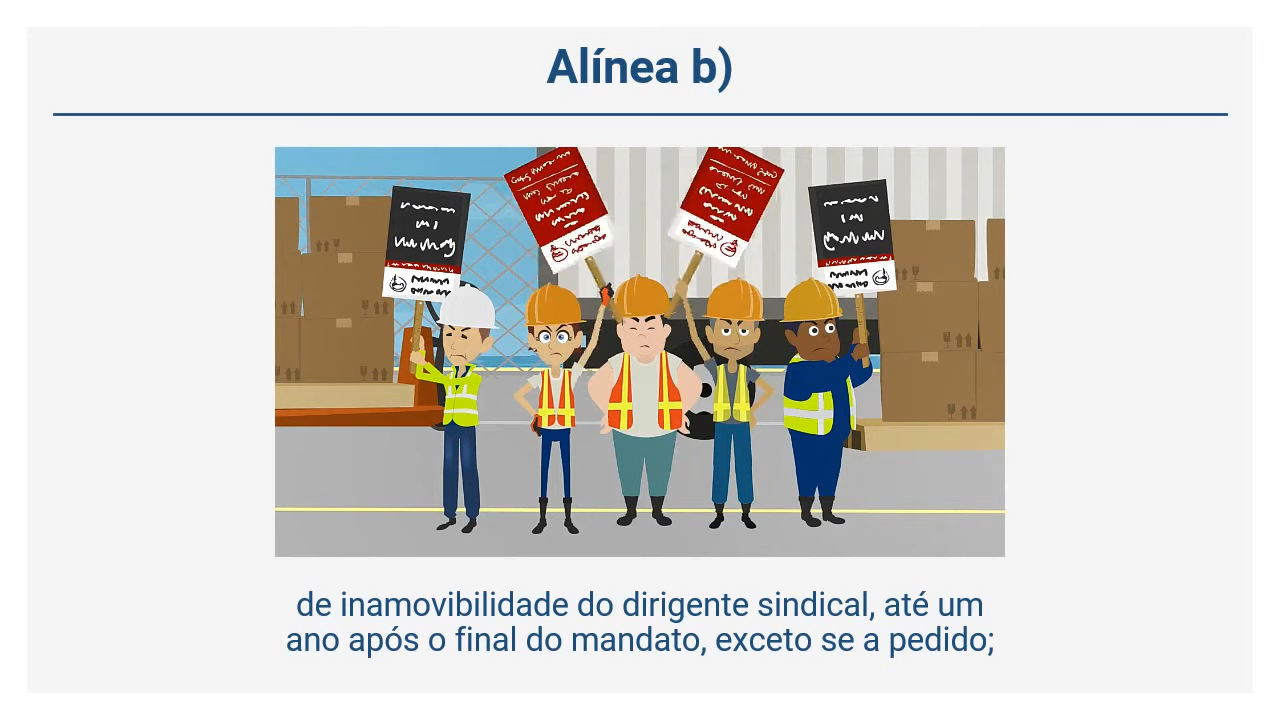 Alínea b)
de inamovibilidade do dirigente sindical, até um
ano após o final do mandato, exceto se a pedido;